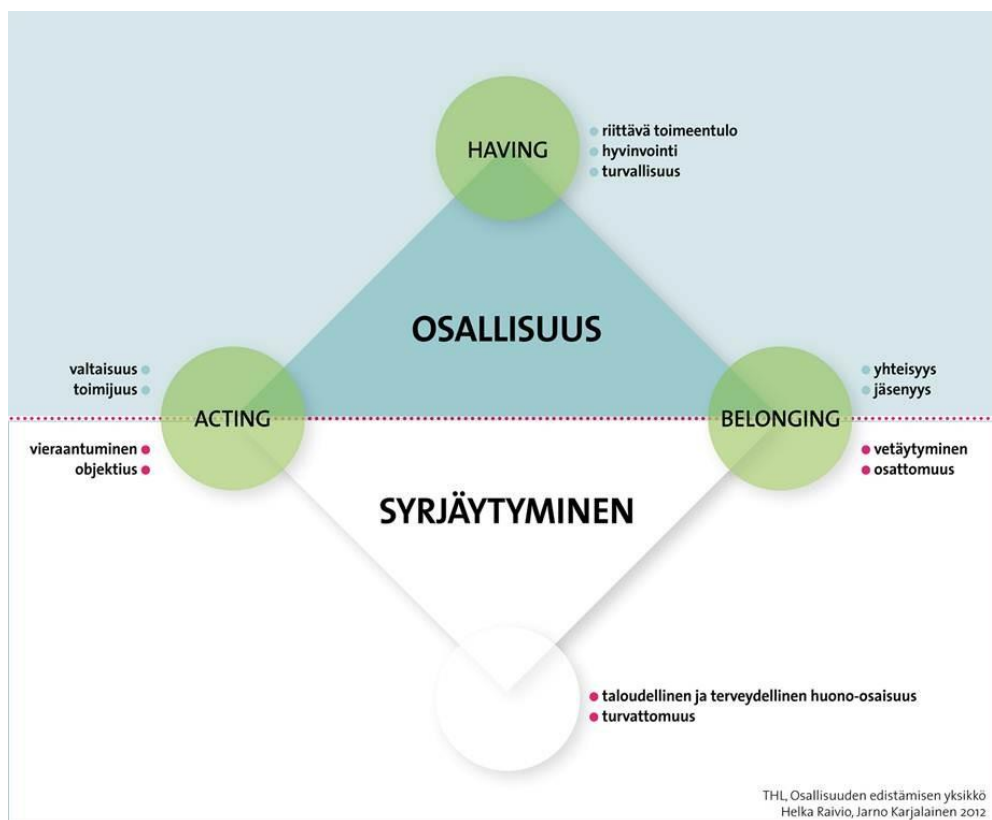 HAVING
riittävä toimeentulo
hyvinvointi
turvallisuus
OSALLISUUS
valtaisuus
toimijuus
yhteisyys
jäsenyys
ACTING
BELONGING
vieraantuminen
objektius
vetäytyminen
osattomuus
SYRJÄYTYMINEN
taloudellinen ja terveydellinen huono-osaisuus
turvattomuus
THL, Osallisuuden edistämisen yksikkö
Helka Raivio, Jarno Karjalainen 2012